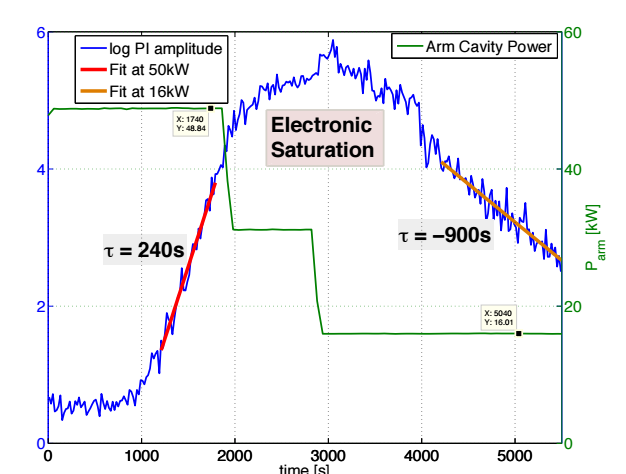 6
60
log PI amplitude
Fit at 50kW
Fit at 16kW
Arm Cavity Power
X: 1740
Y: 48.84
Electronic
Saturation
4
40
τ = 240s
τ = −900s
P_arm [kW]
2
20
X: 5040
Y: 16.01
0
0
0 1000 2000 3000 4000 5000
time [s]